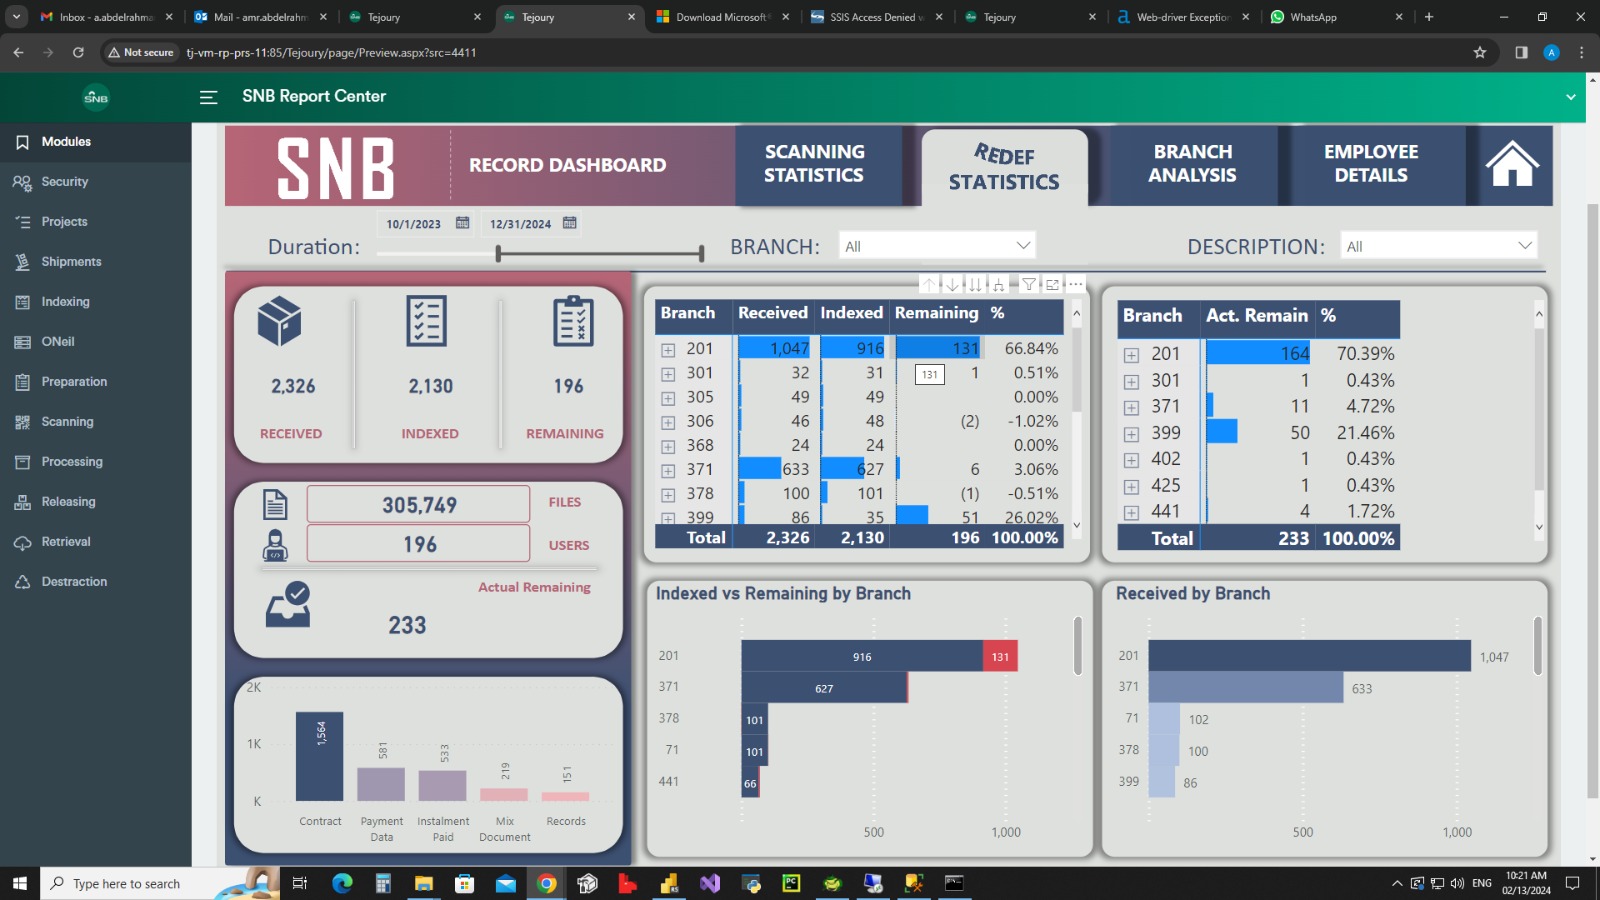 Inbox - a.abdelrahma
Mail - amr.abdelrahm
Tejoury
Tejoury
Download Microsoft
SSIS Access Denied v
Tejoury
Web-driver Exception
WhatsApp
Not secure
tj-vm-rp-prs-11:85/Tejoury/page/Preview.aspx?src=4411
A
SNB
SNB Report Center
Modules
Security
Projects
Shipments
Indexing
ONeil
Preparation
Scanning
Processing
Releasing
Retrieval
Destraction
SNB
RECORD DASHBOARD
SCANNING
STATISTICS
REDEF
STATISTICS
BRANCH
ANALYSIS
EMPLOYEE
DETAILS
Duration:
10/1/2023
12/31/2024
BRANCH:
All
DESCRIPTION:
All
2,326
2,130
196
RECEIVED
INDEXED
REMAINING
305,749
FILES
196
USERS
Actual Remaining
233
2K
1K
K
1,564
581
533
219
151
Contract
Payment
Data
Instalment
Paid
Mix
Document
Records
Branch Received Indexed Remaining %
201 1,047 916 131 66.84%
301 32 31 1 0.51%
131
305 49 49 0.00%
306 46 48 (2) -1.02%
368 24 24 0.00%
371 633 627 6 3.06%
378 100 101 (1) -0.51%
399 86 35 51 26.02%
Total 2,326 2,130 196 100.00%
Branch Act. Remain %
201 164 70.39%
301 1 0.43%
371 11 4.72%
399 50 21.46%
402 1 0.43%
425 1 0.43%
441 4 1.72%
Total 233 100.00%
Indexed vs Remaining by Branch
201 916 131
371 627
378 101
71 101
441 66
500 1,000
Received by Branch
201 1,047
371 633
71 102
378 100
399 86
500 1,000
Type here to search
ENG
10:21 AM
02/13/2024